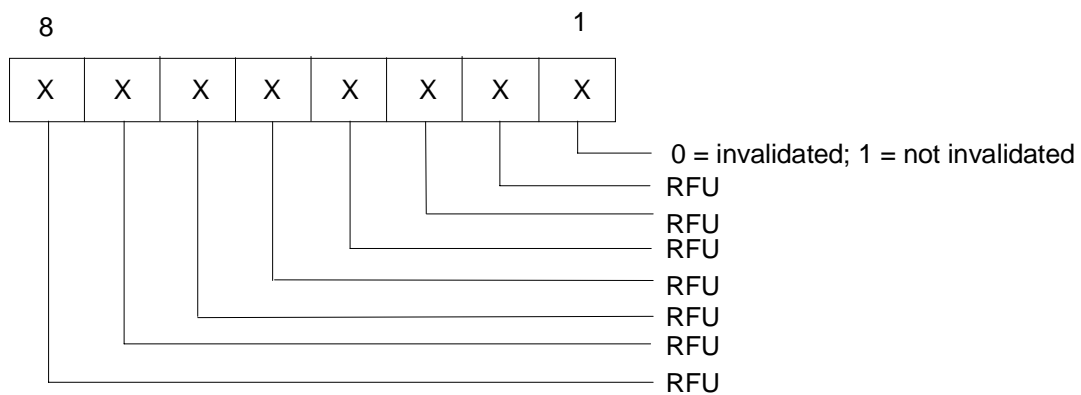 8 1
X X X X X X X X
0 = invalidated; 1 = not invalidated
RFU
RFU
RFU
RFU
RFU
RFU
RFU